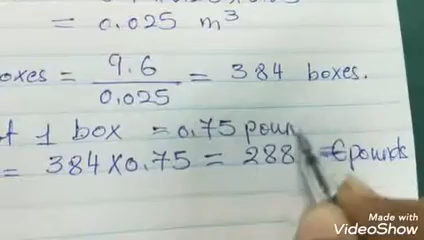 = 0.025 m³
oxes = 9.6 / 0.025 = 384 boxes.
1 box = 0.75 poun
= 384 × 0.75 = 288 pounds
Made with
VideoShow